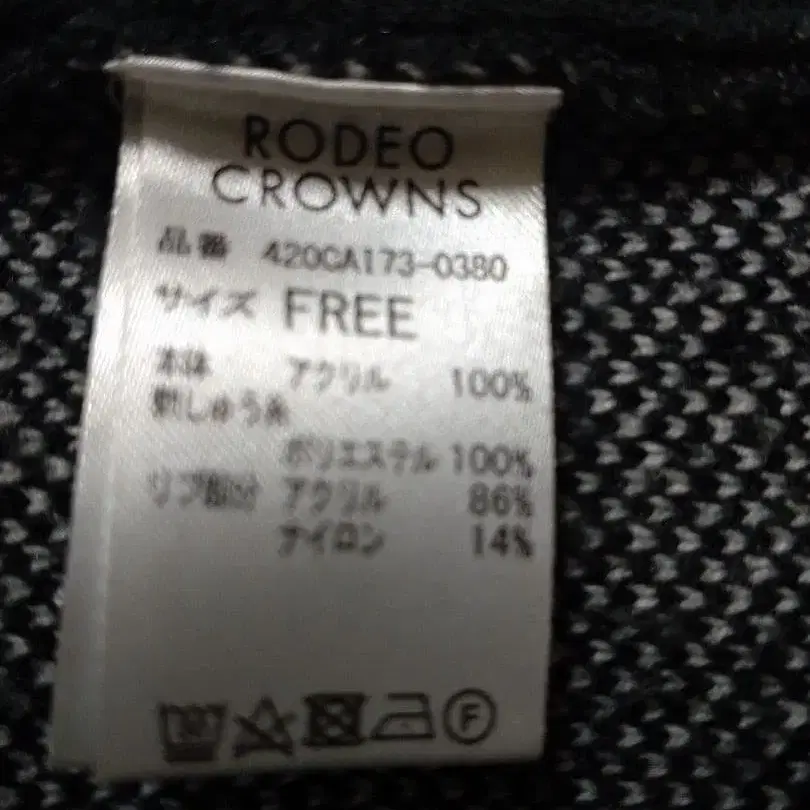 RODEO
CROWNS
品番 420CA173-0380
サイズ FREE
本体 アクリル 100%
刺しゅう糸
ポリエステル 100%
リブ部分 アクリル 86%
ナイロン 14%
F